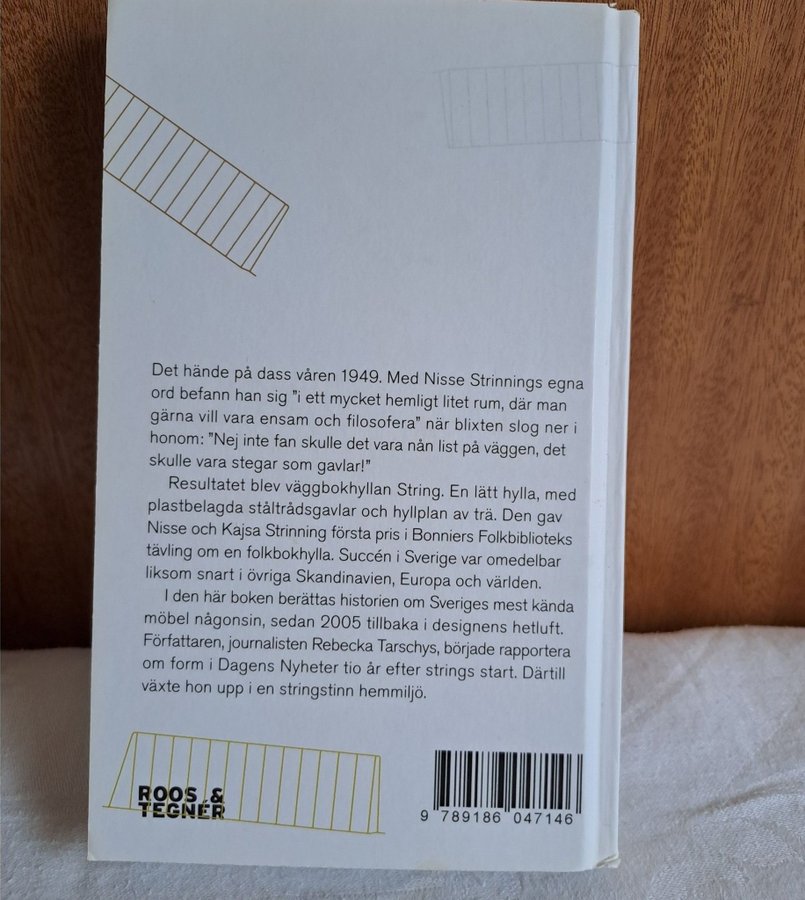 Det hände på dass våren 1949. Med Nisse Strinnings egna
ord befann han sig "i ett mycket hemligt litet rum, där man
gärna vill vara ensam och filosofera" när blixten slog ner i
honom: "Nej inte fan skulle det vara nån list på väggen, det
skulle vara stegar som gavlar!"
Resultatet blev väggbokhyllan String. En lätt hylla, med
plastbelagda ståltrådsgavlar och hyllplan av trä. Den gav
Nisse och Kajsa Strinning första pris i Bonniers Folkbiblioteks
tävling om en folkbokhylla. Succén i Sverige var omedelbar
liksom snart i övriga Skandinavien, Europa och världen.
I den här boken berättas historien om Sveriges mest kända
möbel någonsin, sedan 2005 tillbaka i designens hetluft.
Författaren, journalisten Rebecka Tarschys, började rapportera
om form i Dagens Nyheter tio år efter strings start. Därtill
växte hon upp i en stringstinn hemmiljö.
ROOS &
TEGNÉR
9 789186 047146